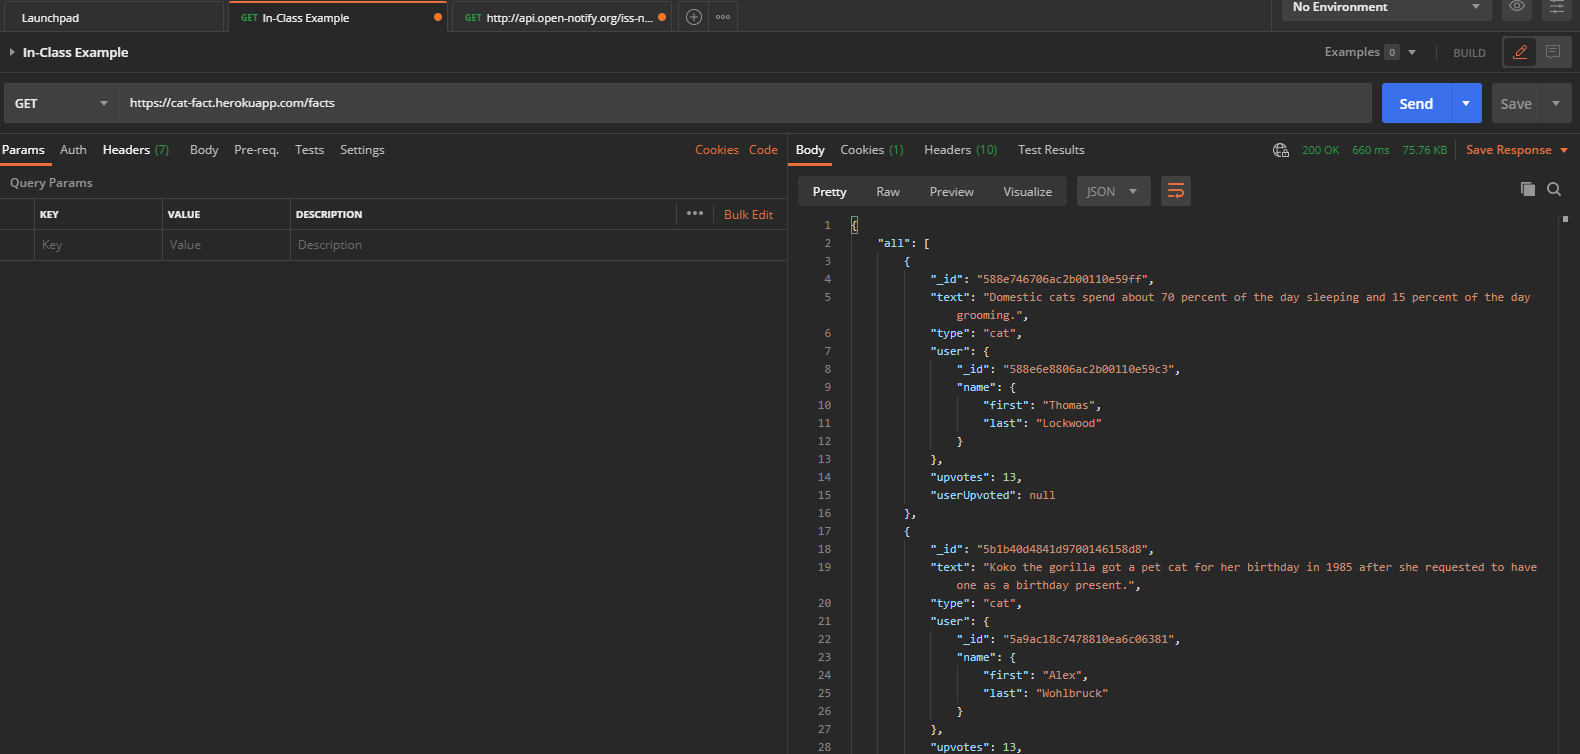 Launchpad
GET In-Class Example
GET http://api.open-notify.org/iss-n...
No Environment
In-Class Example
Examples 0
BUILD
GET
https://cat-fact.herokuapp.com/facts
Send
Save
Params Auth Headers (7) Body Pre-req. Tests Settings
Cookies Code
Body Cookies (1) Headers (10) Test Results
200 OK 660 ms 75.76 KB Save Response
Query Params
KEY VALUE DESCRIPTION
Bulk Edit
Key Value Description
Pretty Raw Preview Visualize JSON
1 {
2 "all": [
3 {
4 "_id": "588e746706ac2b00110e59ff",
5 "text": "Domestic cats spend about 70 percent of the day sleeping and 15 percent of the day
grooming.",
6 "type": "cat",
7 "user": {
8 "_id": "588e6e8806ac2b00110e59c3",
9 "name": {
10 "first": "Thomas",
11 "last": "Lockwood"
12 }
13 },
14 "upvotes": 13,
15 "userUpvoted": null
16 },
17 {
18 "_id": "5b1b40d4841d9700146158d8",
19 "text": "Koko the gorilla got a pet cat for her birthday in 1985 after she requested to have
one as a birthday present.",
20 "type": "cat",
21 "user": {
22 "_id": "5a9ac18c7478810ea6c06381",
23 "name": {
24 "first": "Alex",
25 "last": "Wohlbruck"
26 }
27 },
28 "upvotes": 13,